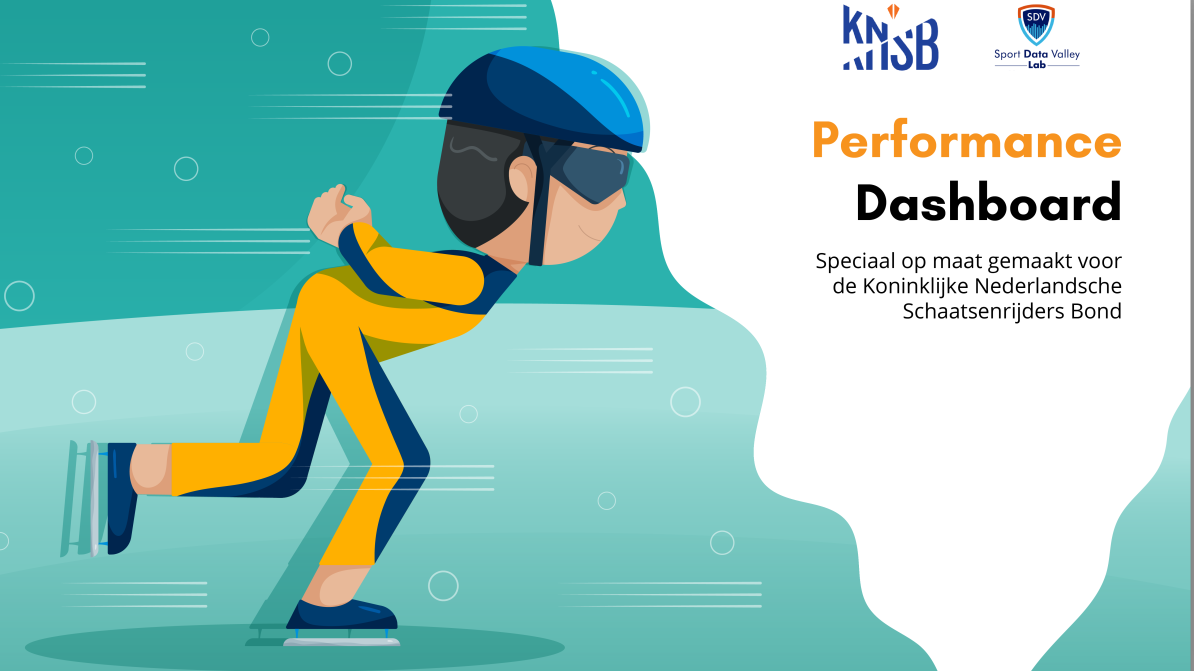 KNSB
SDV
Sport Data Valley
Lab
Performance
Dashboard
Speciaal op maat gemaakt voor
de Koninklijke Nederlandsche
Schaatsenrijders Bond